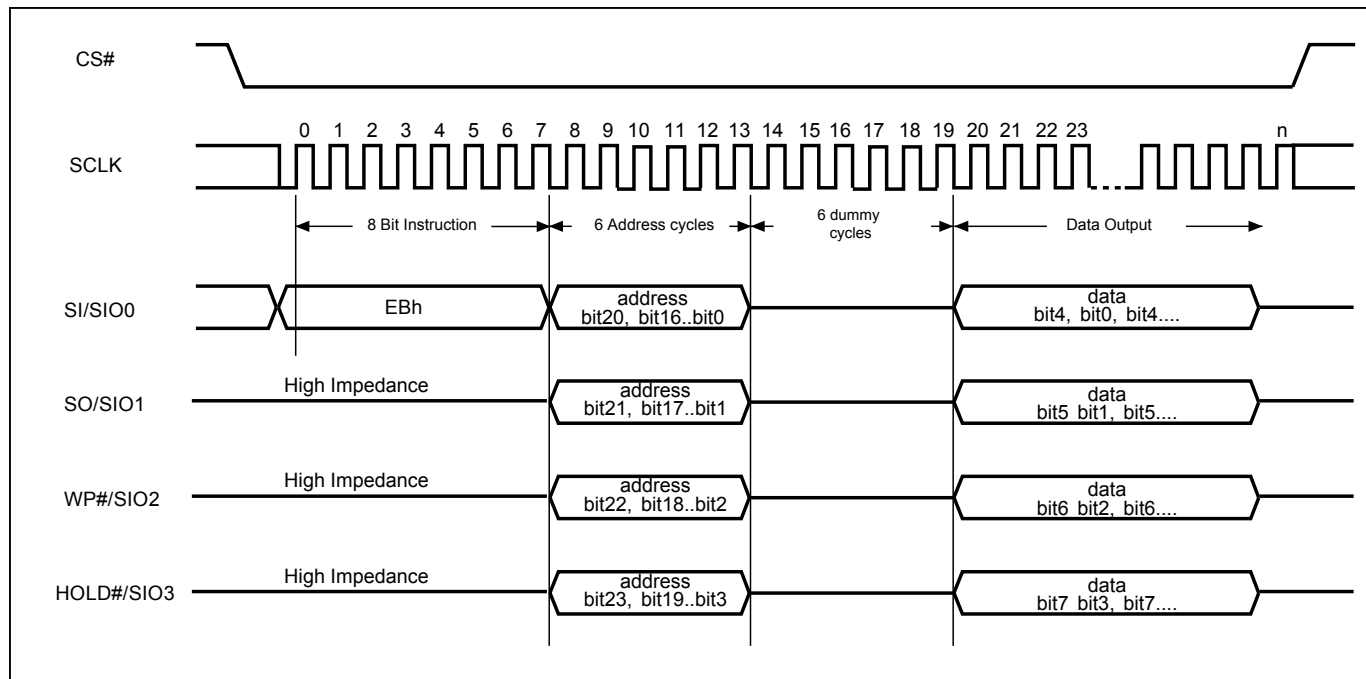 CS#
0 1 2 3 4 5 6 7 8 9 10 11 12 13 14 15 16 17 18 19 20 21 22 23 n
SCLK
8 Bit Instruction
6 Address cycles
6 dummy
cycles
Data Output
SI/SIO0
EBh
address
bit20, bit16..bit0
data
bit4, bit0, bit4....
SO/SIO1
High Impedance
address
bit21, bit17..bit1
data
bit5 bit1, bit5....
WP#/SIO2
High Impedance
address
bit22, bit18..bit2
data
bit6 bit2, bit6....
HOLD#/SIO3
High Impedance
address
bit23, bit19..bit3
data
bit7 bit3, bit7....